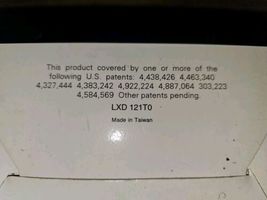 This product covered by one or more of the
following U.S. patents: 4,438,426 4,463,340
4,327,444 4,383,242 4,922,224 4,887,064 303,223
4,584,569 Other patents pending.
LXD 121T0
Made in Taiwan